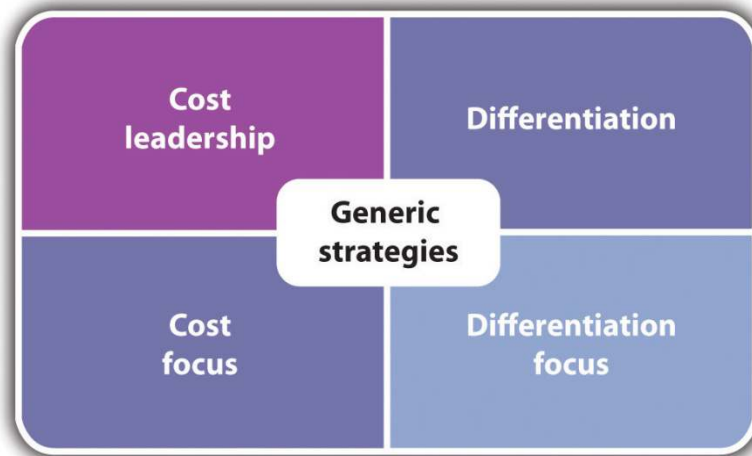 Cost
leadership
Differentiation
Generic
strategies
Cost
focus
Differentiation
focus